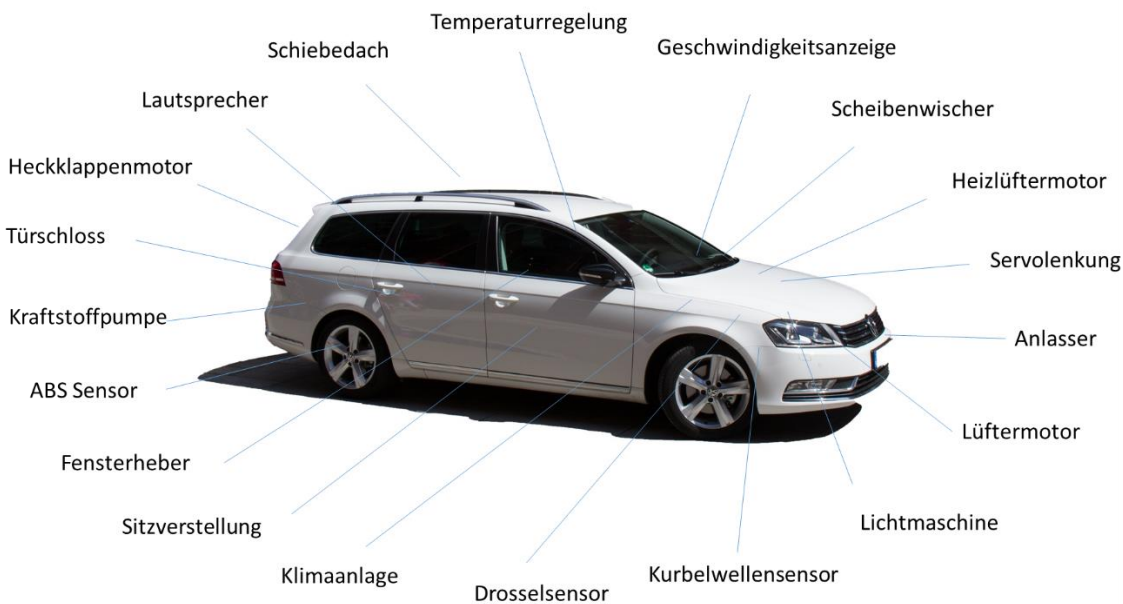 Temperaturregelung
Geschwindigkeitsanzeige
Schiebedach
Lautsprecher
Scheibenwischer
Heckklappenmotor
Heizlüftermotor
Türschloss
Servolenkung
Kraftstoffpumpe
Anlasser
ABS Sensor
Lüftermotor
Fensterheber
Sitzverstellung
Lichtmaschine
Klimaanlage
Kurbelwellensensor
Drosselsensor